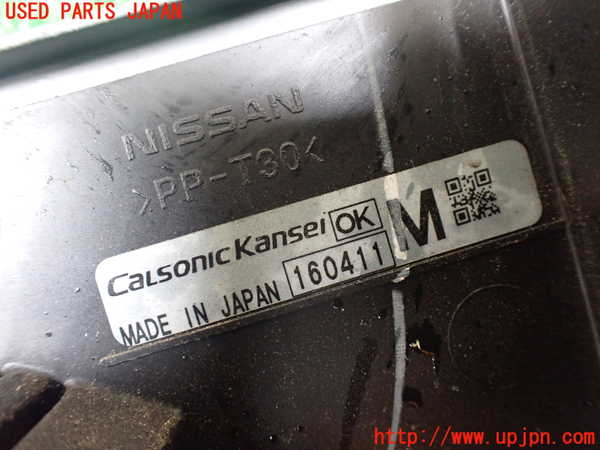 USED PARTS JAPAN
NISSAN
>PP-T30<
CalsonicKansei OK M
MADE IN JAPAN 160411
http://www.upjpn.com/